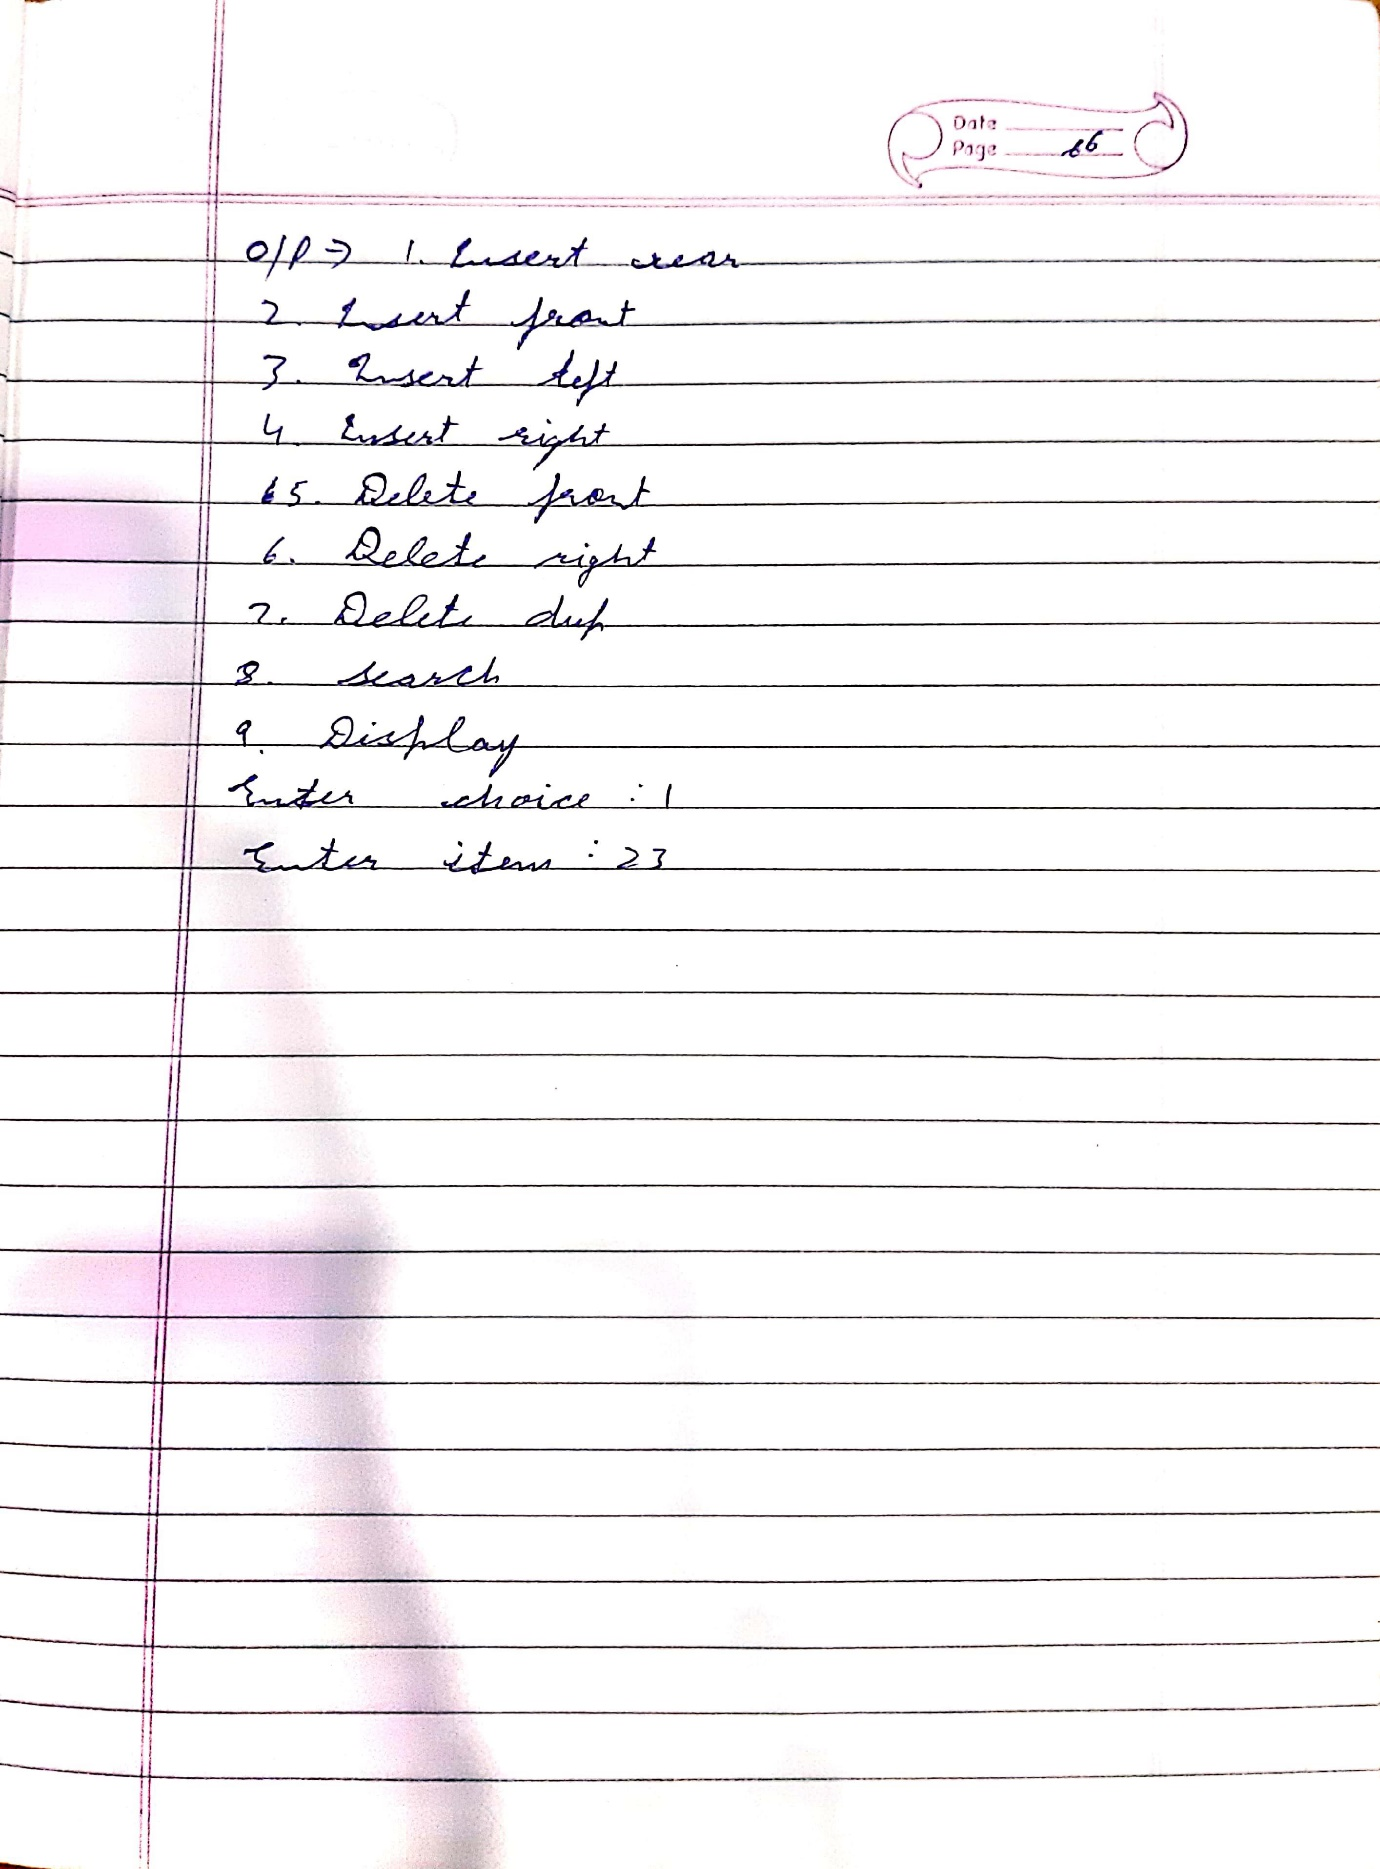 Date
Page 66
O/P => 1. Insert rear
2. Insert front
3. Insert left
4. Insert right
5. Delete front
6. Delete right
7. Delete dup
8. search
9. Display
Enter choice : 1
Enter item : 23